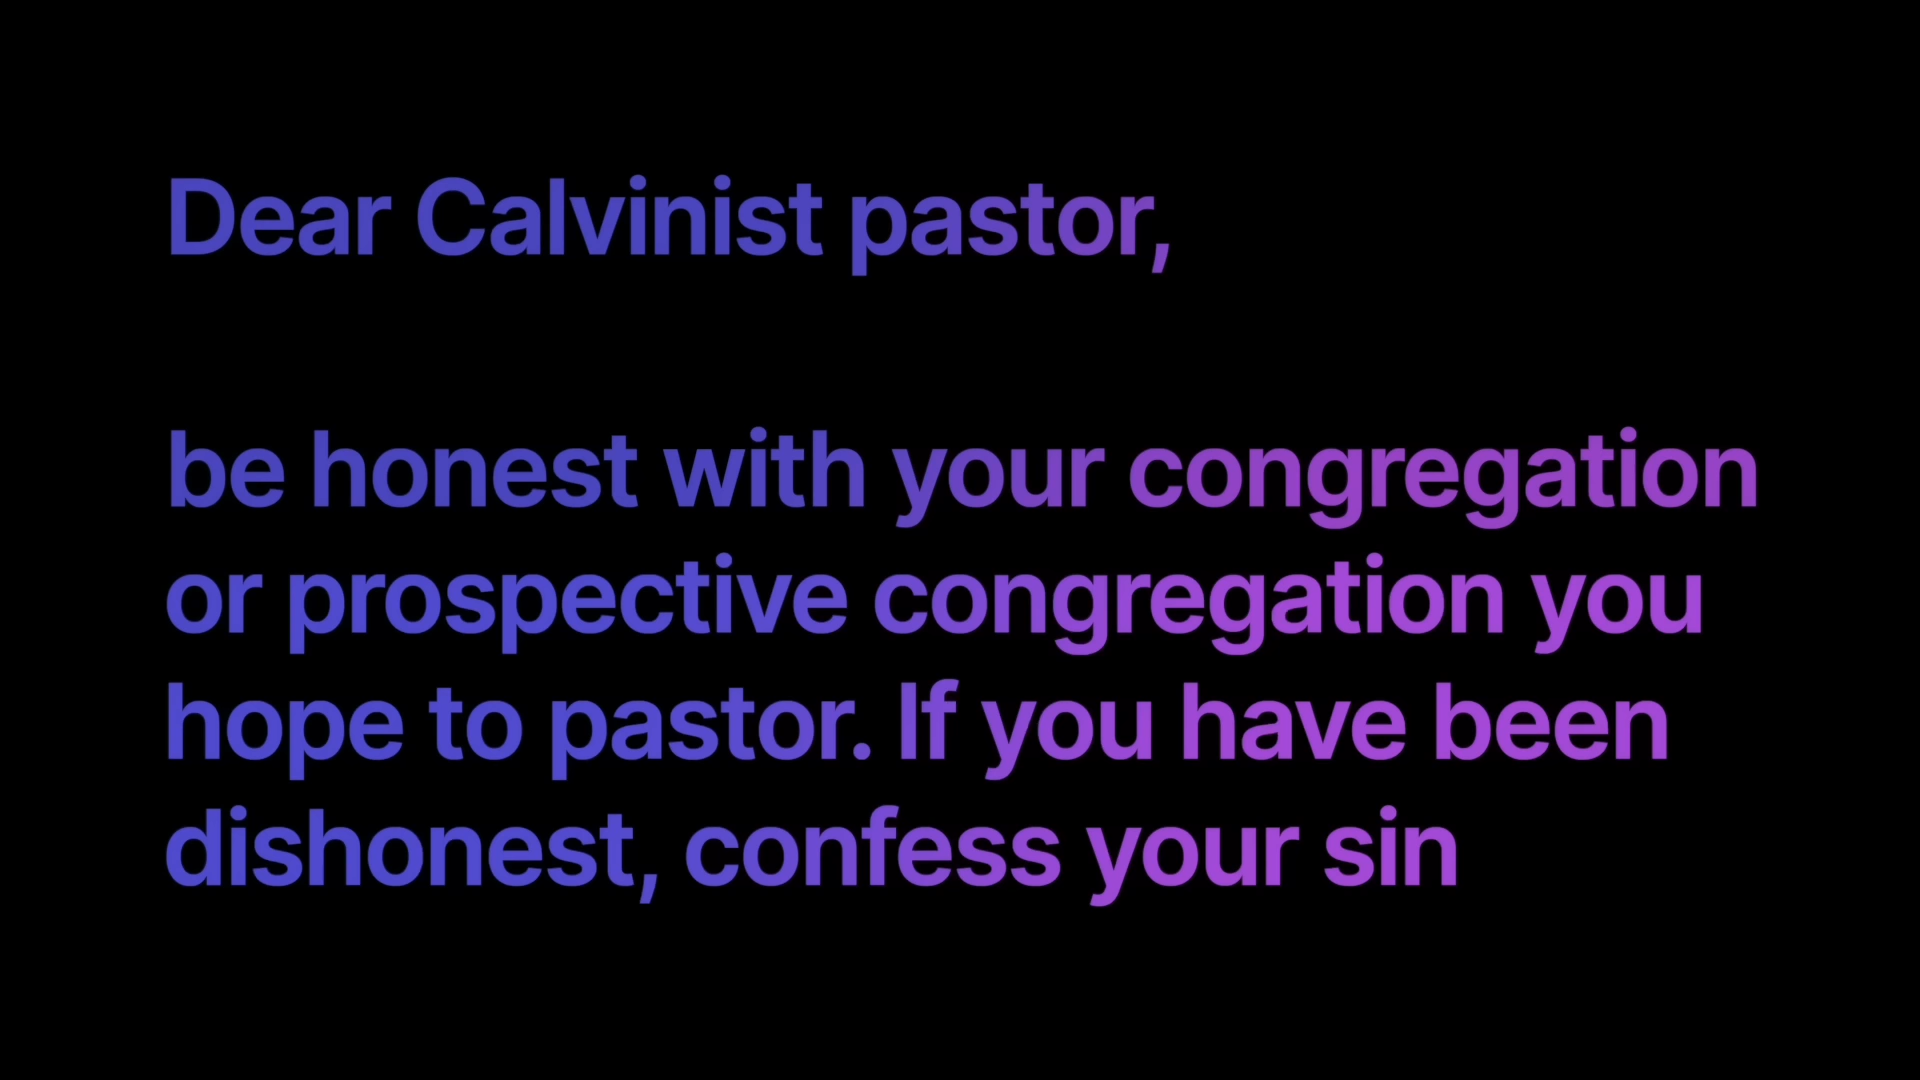 Dear Calvinist pastor,
be honest with your congregation
or prospective congregation you
hope to pastor. If you have been
dishonest, confess your sin